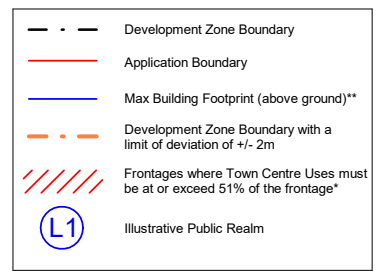 Development Zone Boundary
Application Boundary
Max Building Footprint (above ground)**
Development Zone Boundary with a
limit of deviation of +/- 2m
Frontages where Town Centre Uses must
be at or exceed 51% of the frontage*
L1
Illustrative Public Realm